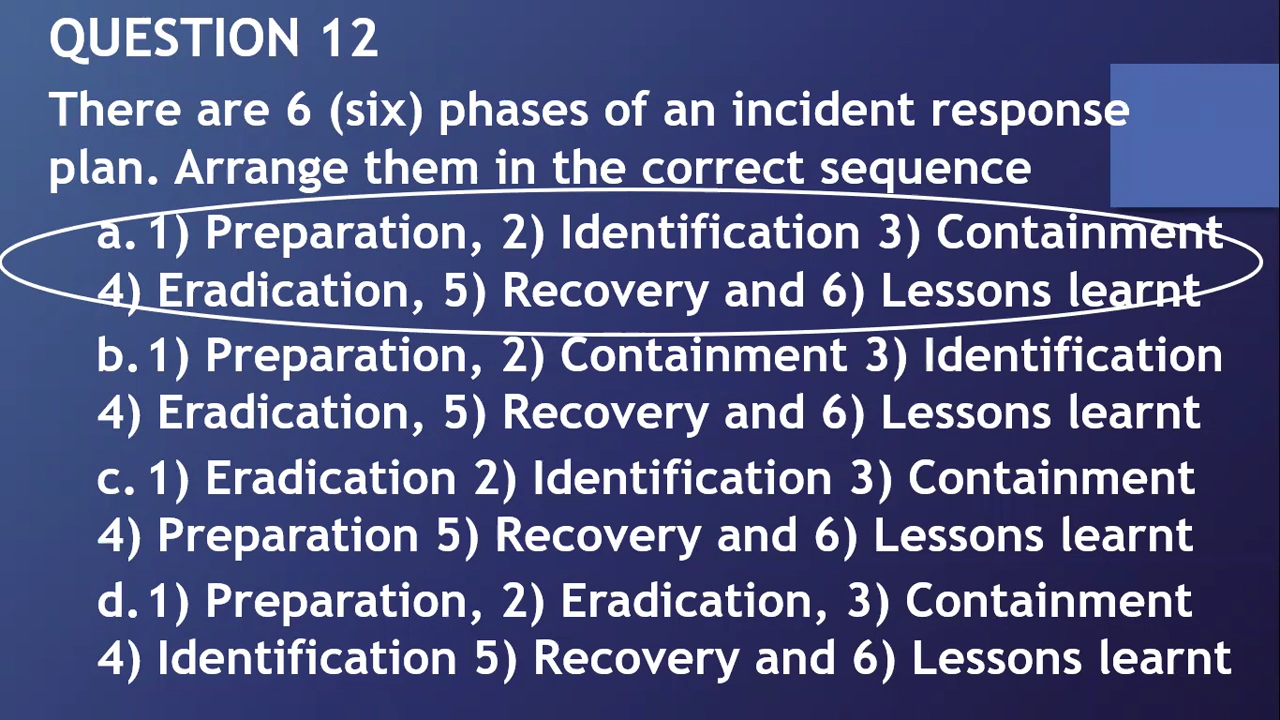 QUESTION 12
There are 6 (six) phases of an incident response
plan. Arrange them in the correct sequence
a. 1) Preparation, 2) Identification 3) Containment
4) Eradication, 5) Recovery and 6) Lessons learnt
b. 1) Preparation, 2) Containment 3) Identification
4) Eradication, 5) Recovery and 6) Lessons learnt
c. 1) Eradication 2) Identification 3) Containment
4) Preparation 5) Recovery and 6) Lessons learnt
d. 1) Preparation, 2) Eradication, 3) Containment
4) Identification 5) Recovery and 6) Lessons learnt